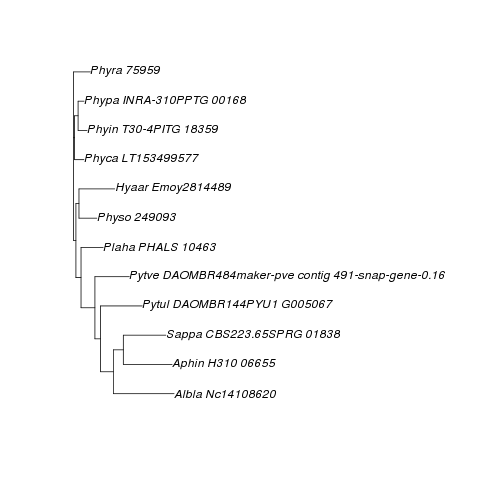 Phyra 75959
Phypa INRA-310PPTG 00168
Phyin T30-4PITG 18359
Phyca LT153499577
Hyaar Emoy2814489
Physo 249093
Plaha PHALS 10463
Pytve DAOMBR484maker-pve contig 491-snap-gene-0.16
Pytul DAOMBR144PYU1 G005067
Sappa CBS223.65SPRG 01838
Aphin H310 06655
Albla Nc14108620